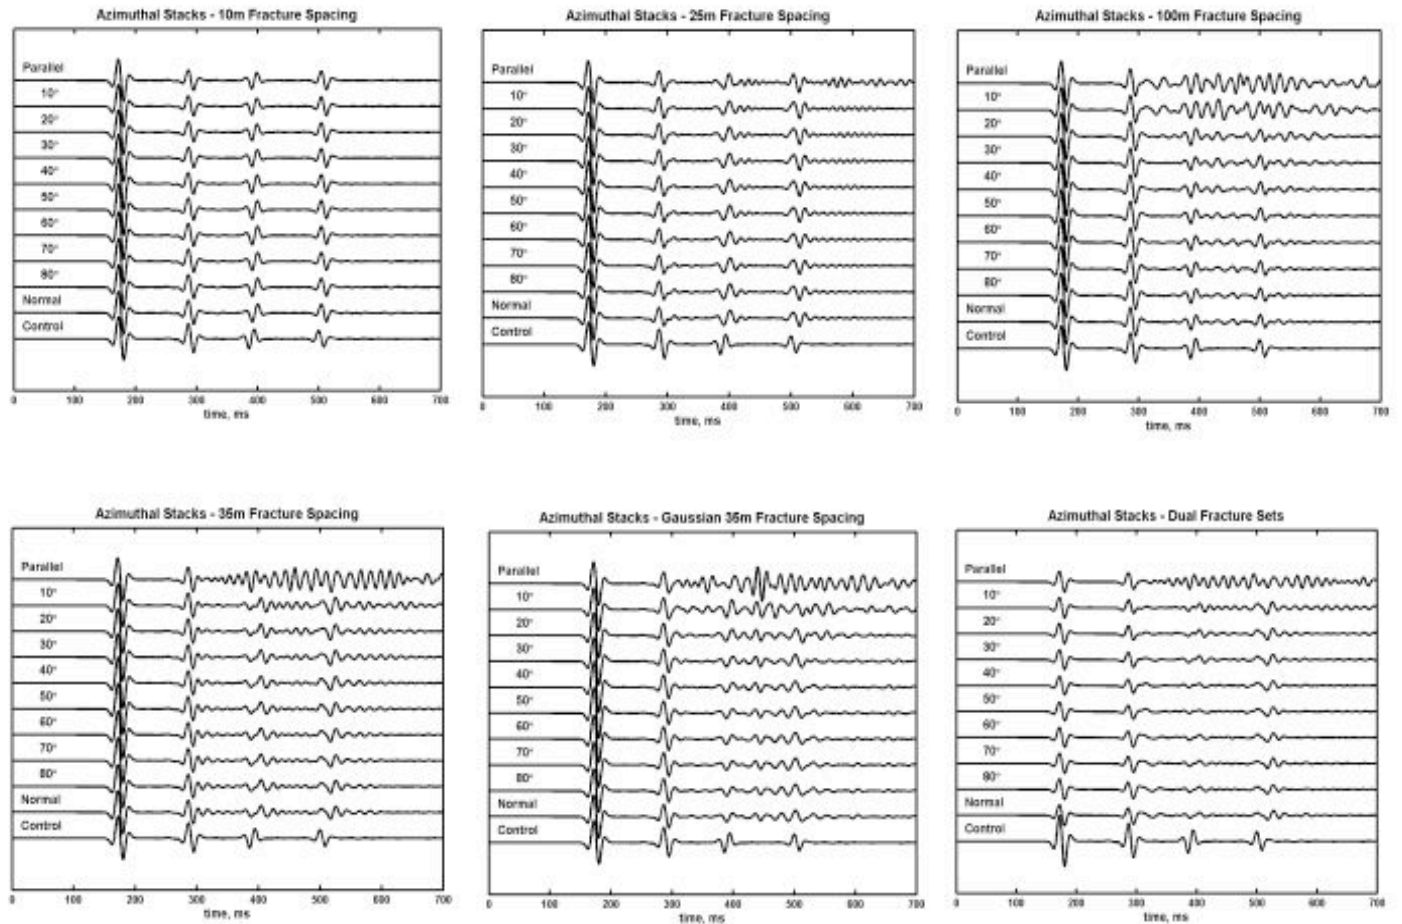 Azimuthal Stacks - 10m Fracture Spacing
Parallel
10°
20°
30°
40°
50°
60°
70°
80°
Normal
Control
0 100 200 300 400 500 600 700
time, ms
Azimuthal Stacks - 25m Fracture Spacing
Parallel
10°
20°
30°
40°
50°
60°
70°
80°
Normal
Control
0 100 200 300 400 500 600 700
time, ms
Azimuthal Stacks - 100m Fracture Spacing
Parallel
10°
20°
30°
40°
50°
60°
70°
80°
Normal
Control
0 100 200 300 400 500 600 700
time, ms
Azimuthal Stacks - 35m Fracture Spacing
Parallel
10°
20°
30°
40°
50°
60°
70°
80°
Normal
Control
0 100 200 300 400 500 600 700
time, ms
Azimuthal Stacks - Gaussian 35m Fracture Spacing
Parallel
10°
20°
30°
40°
50°
60°
70°
80°
Normal
Control
0 100 200 300 400 500 600 700
time, ms
Azimuthal Stacks - Dual Fracture Sets
Parallel
10°
20°
30°
40°
50°
60°
70°
80°
Normal
Control
0 100 200 300 400 500 600 700
time, ms